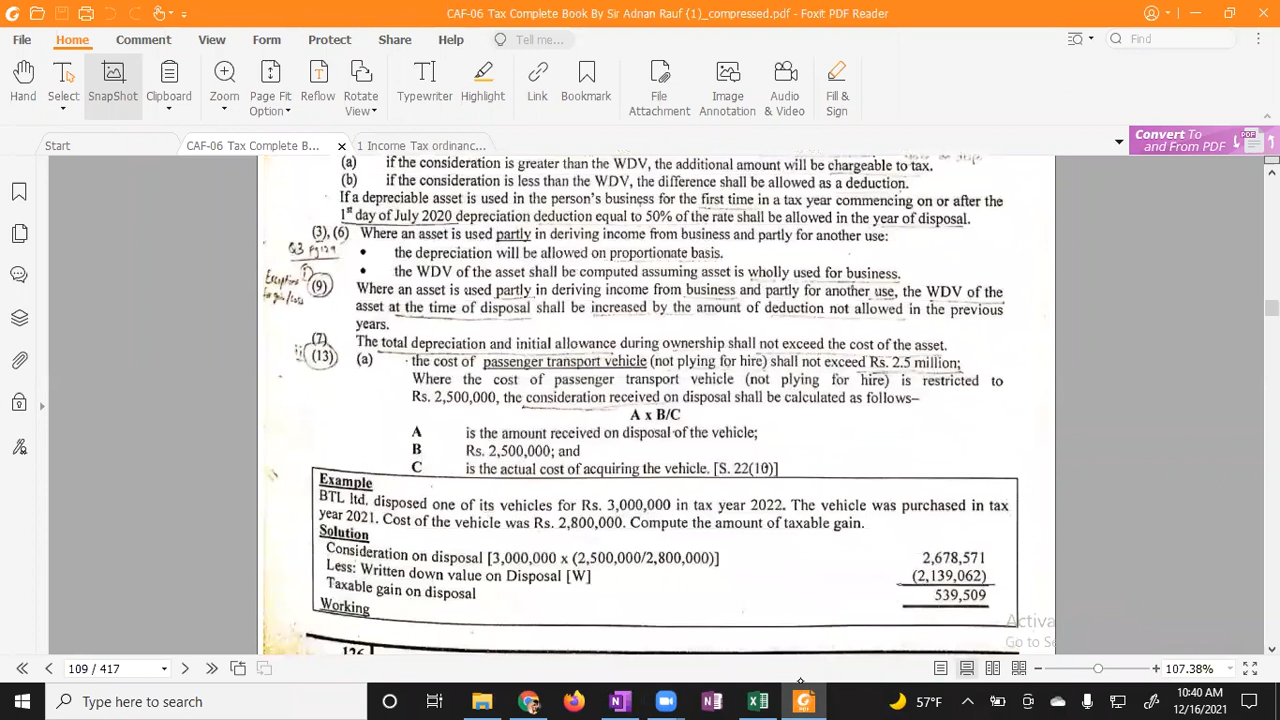 CAF-06 Tax Complete Book By Sir Adnan Rauf (1)_compressed.pdf - Foxit PDF Reader
File Home Comment View Form Protect Share Help Tell me... Find
Hand Select SnapShot Clipboard Zoom Page Fit Option Reflow Rotate View Typewriter Highlight Link Bookmark File Attachment Image Annotation Audio & Video Fill & Sign
Start CAF-06 Tax Complete B... 1 Income Tax ordinanc... Convert To and From PDF PDF
(a) if the consideration is greater than the WDV, the additional amount will be chargeable to tax.
(b) if the consideration is less than the WDV, the difference shall be allowed as a deduction.
If a depreciable asset is used in the person's business for the first time in a tax year commencing on or after the
1st day of July 2020 depreciation deduction equal to 50% of the rate shall be allowed in the year of disposal.
(3), (6) Where an asset is used partly in deriving income from business and partly for another use:
Q3 Pg 129
• the depreciation will be allowed on proportionate basis.
• the WDV of the asset shall be computed assuming asset is wholly used for business.
Exceptions for gain/loss
i)
(9) Where an asset is used partly in deriving income from business and partly for another use, the WDV of the
asset at the time of disposal shall be increased by the amount of deduction not allowed in the previous
years.
(7) The total depreciation and initial allowance during ownership shall not exceed the cost of the asset.
ii (13) (a) the cost of passenger transport vehicle (not plying for hire) shall not exceed Rs. 2.5 million;
Where the cost of passenger transport vehicle (not plying for hire) is restricted to
Rs. 2,500,000, the consideration received on disposal shall be calculated as follows–
A x B/C
A is the amount received on disposal of the vehicle;
B Rs. 2,500,000; and
C is the actual cost of acquiring the vehicle. [S. 22(10)]
Example
BTL ltd. disposed one of its vehicles for Rs. 3,000,000 in tax year 2022. The vehicle was purchased in tax
year 2021. Cost of the vehicle was Rs. 2,800,000. Compute the amount of taxable gain.
Solution
Consideration on disposal [3,000,000 x (2,500,000/2,800,000)] 2,678,571
Less: Written down value on Disposal [W] (2,139,062)
Taxable gain on disposal 539,509
Working
Activa
Go to Se
126
109 / 417 107.38%
Type here to search 57°F 10:40 AM
12/16/2021